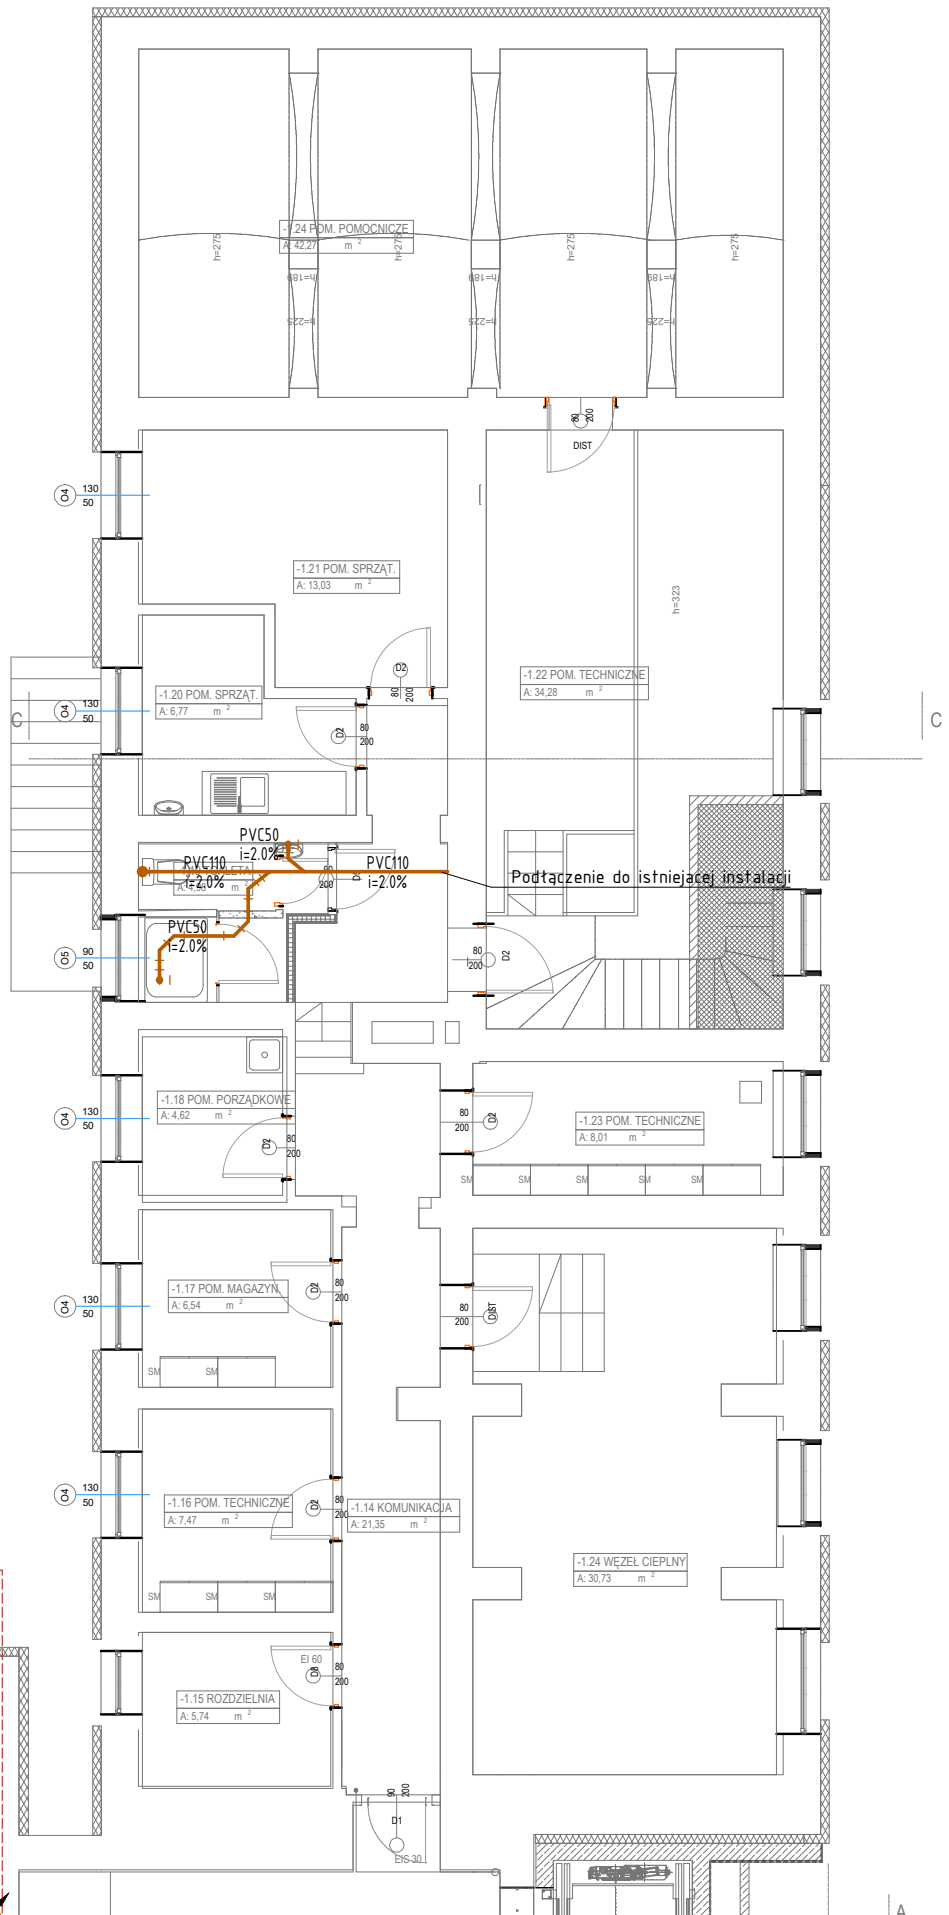 -1.24 POM. POMOCNICZE
A: 42,27 m 2
h=275
h=275
h=275
h=275
h=189
h=189
h=189
h=225
h=225
h=225
80
200
DIST
O4 130
50
-1.21 POM. SPRZĄT.
A: 13,03 m 2
h=323
D2
80
200
-1.22 POM. TECHNICZNE
A: 34,28 m 2
-1.20 POM. SPRZĄT.
A: 6,77 m 2
O4 130
50
C
C
D2
80
200
PVC50
i=2.0%
PVC110
i=2.0%
PVC110
i=2.0%
200
Podłączenie do istniejącej instalacji
PVC50
i=2.0%
O5 90
50
80
200
D2
-1.18 POM. PORZĄDKOWE
A: 4,62 m 2
O4 130
50
D2
80
200
80
200
D2
-1.23 POM. TECHNICZNE
A: 8,01 m 2
SM
SM
SM
SM
SM
-1.17 POM. MAGAZYN.
A: 6,54 m 2
O4 130
50
D2
80
200
80
200
DIST
SM
SM
-1.16 POM. TECHNICZNE
A: 7,47 m 2
O4 130
50
D2
80
200
-1.14 KOMUNIKACJA
A: 21,35 m 2
-1.24 WĘZEŁ CIEPLNY
A: 30,73 m 2
SM
SM
SM
EI 60
D8
80
200
-1.15 ROZDZIELNIA
A: 5,74 m 2
90
200
D1
EIS 30
A